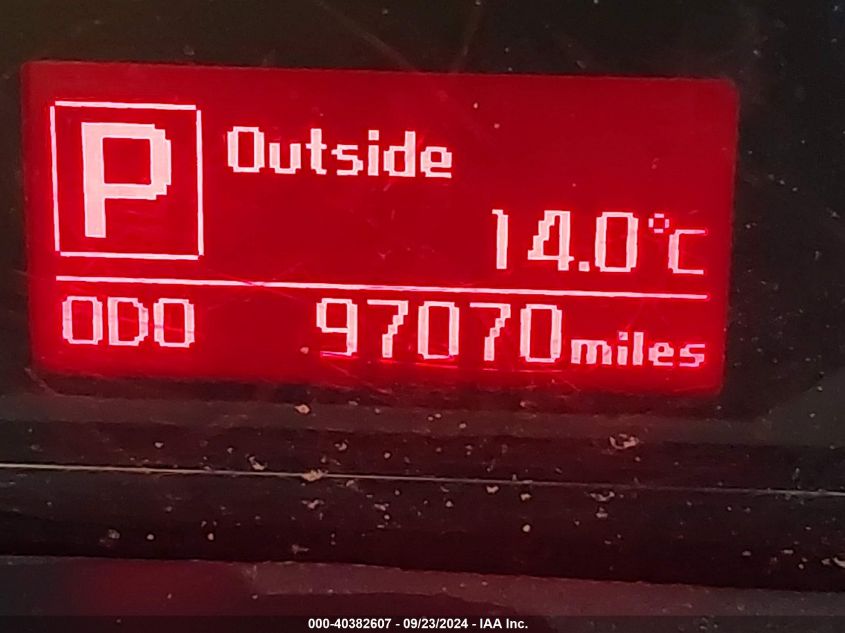 P
Outside
14.0°C
ODO 97070 miles
000-40382607 - 09/23/2024 - IAA Inc.